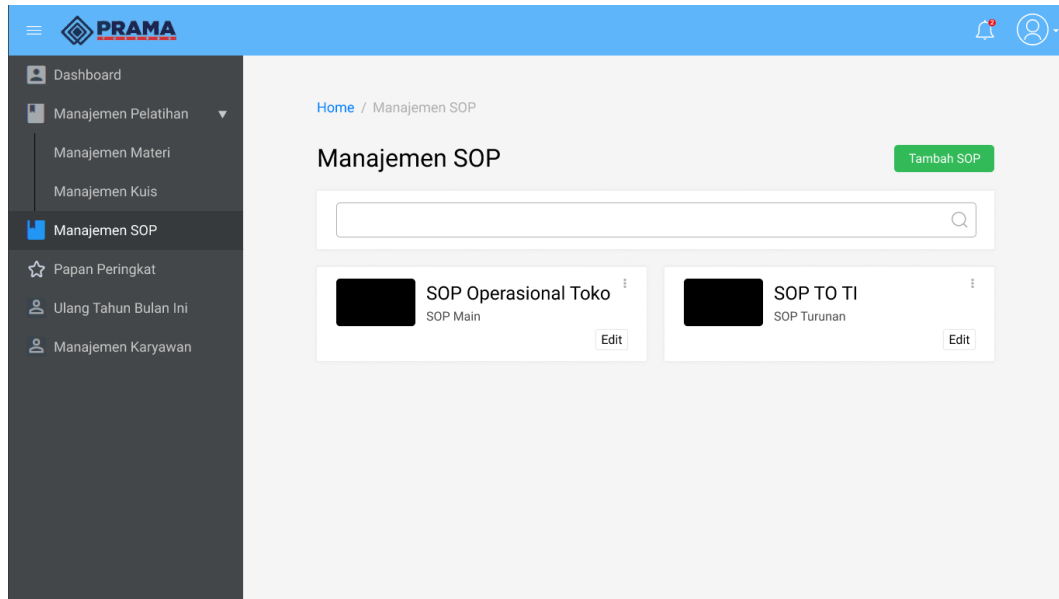 PRAMA
2
Dashboard
Manajemen Pelatihan
Manajemen Materi
Manajemen Kuis
Manajemen SOP
Papan Peringkat
Ulang Tahun Bulan Ini
Manajemen Karyawan
Home / Manajemen SOP
Manajemen SOP
Tambah SOP
SOP Operasional Toko
SOP Main
Edit
SOP TO TI
SOP Turunan
Edit